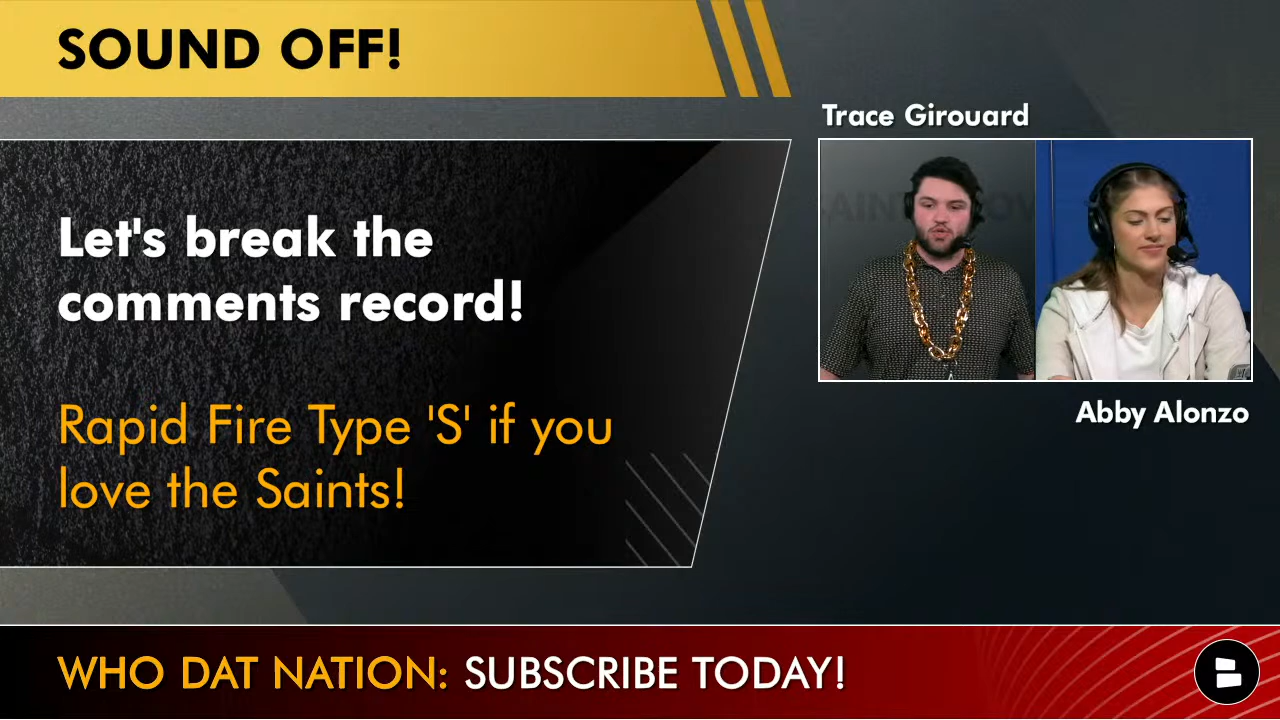 SOUND OFF!
Trace Girouard
Let's break the
comments record!
Rapid Fire Type 'S' if you
love the Saints!
Abby Alonzo
WHO DAT NATION: SUBSCRIBE TODAY!